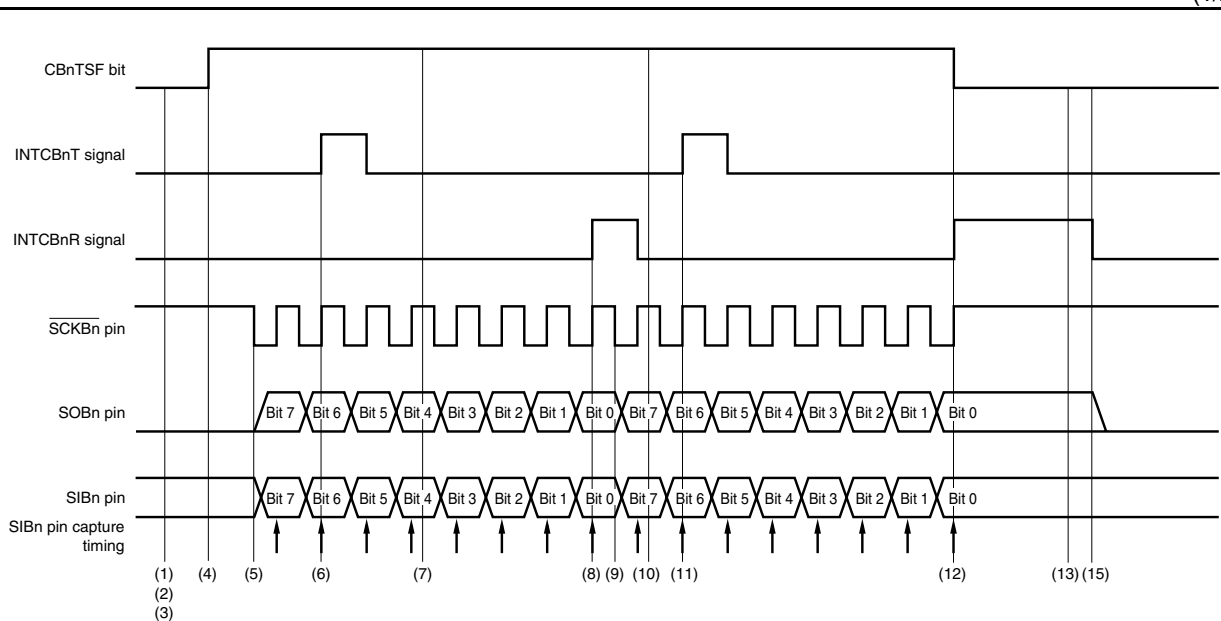 CBnTSF bit
INTCBnT signal
INTCBnR signal
SCKBn pin
SOBn pin
Bit 7 Bit 6 Bit 5 Bit 4 Bit 3 Bit 2 Bit 1 Bit 0 Bit 7 Bit 6 Bit 5 Bit 4 Bit 3 Bit 2 Bit 1 Bit 0
SIBn pin
Bit 7 Bit 6 Bit 5 Bit 4 Bit 3 Bit 2 Bit 1 Bit 0 Bit 7 Bit 6 Bit 5 Bit 4 Bit 3 Bit 2 Bit 1 Bit 0
SIBn pin capture
timing
(1) (4) (5) (6) (7) (8) (9) (10) (11) (12) (13) (15)
(2)
(3)